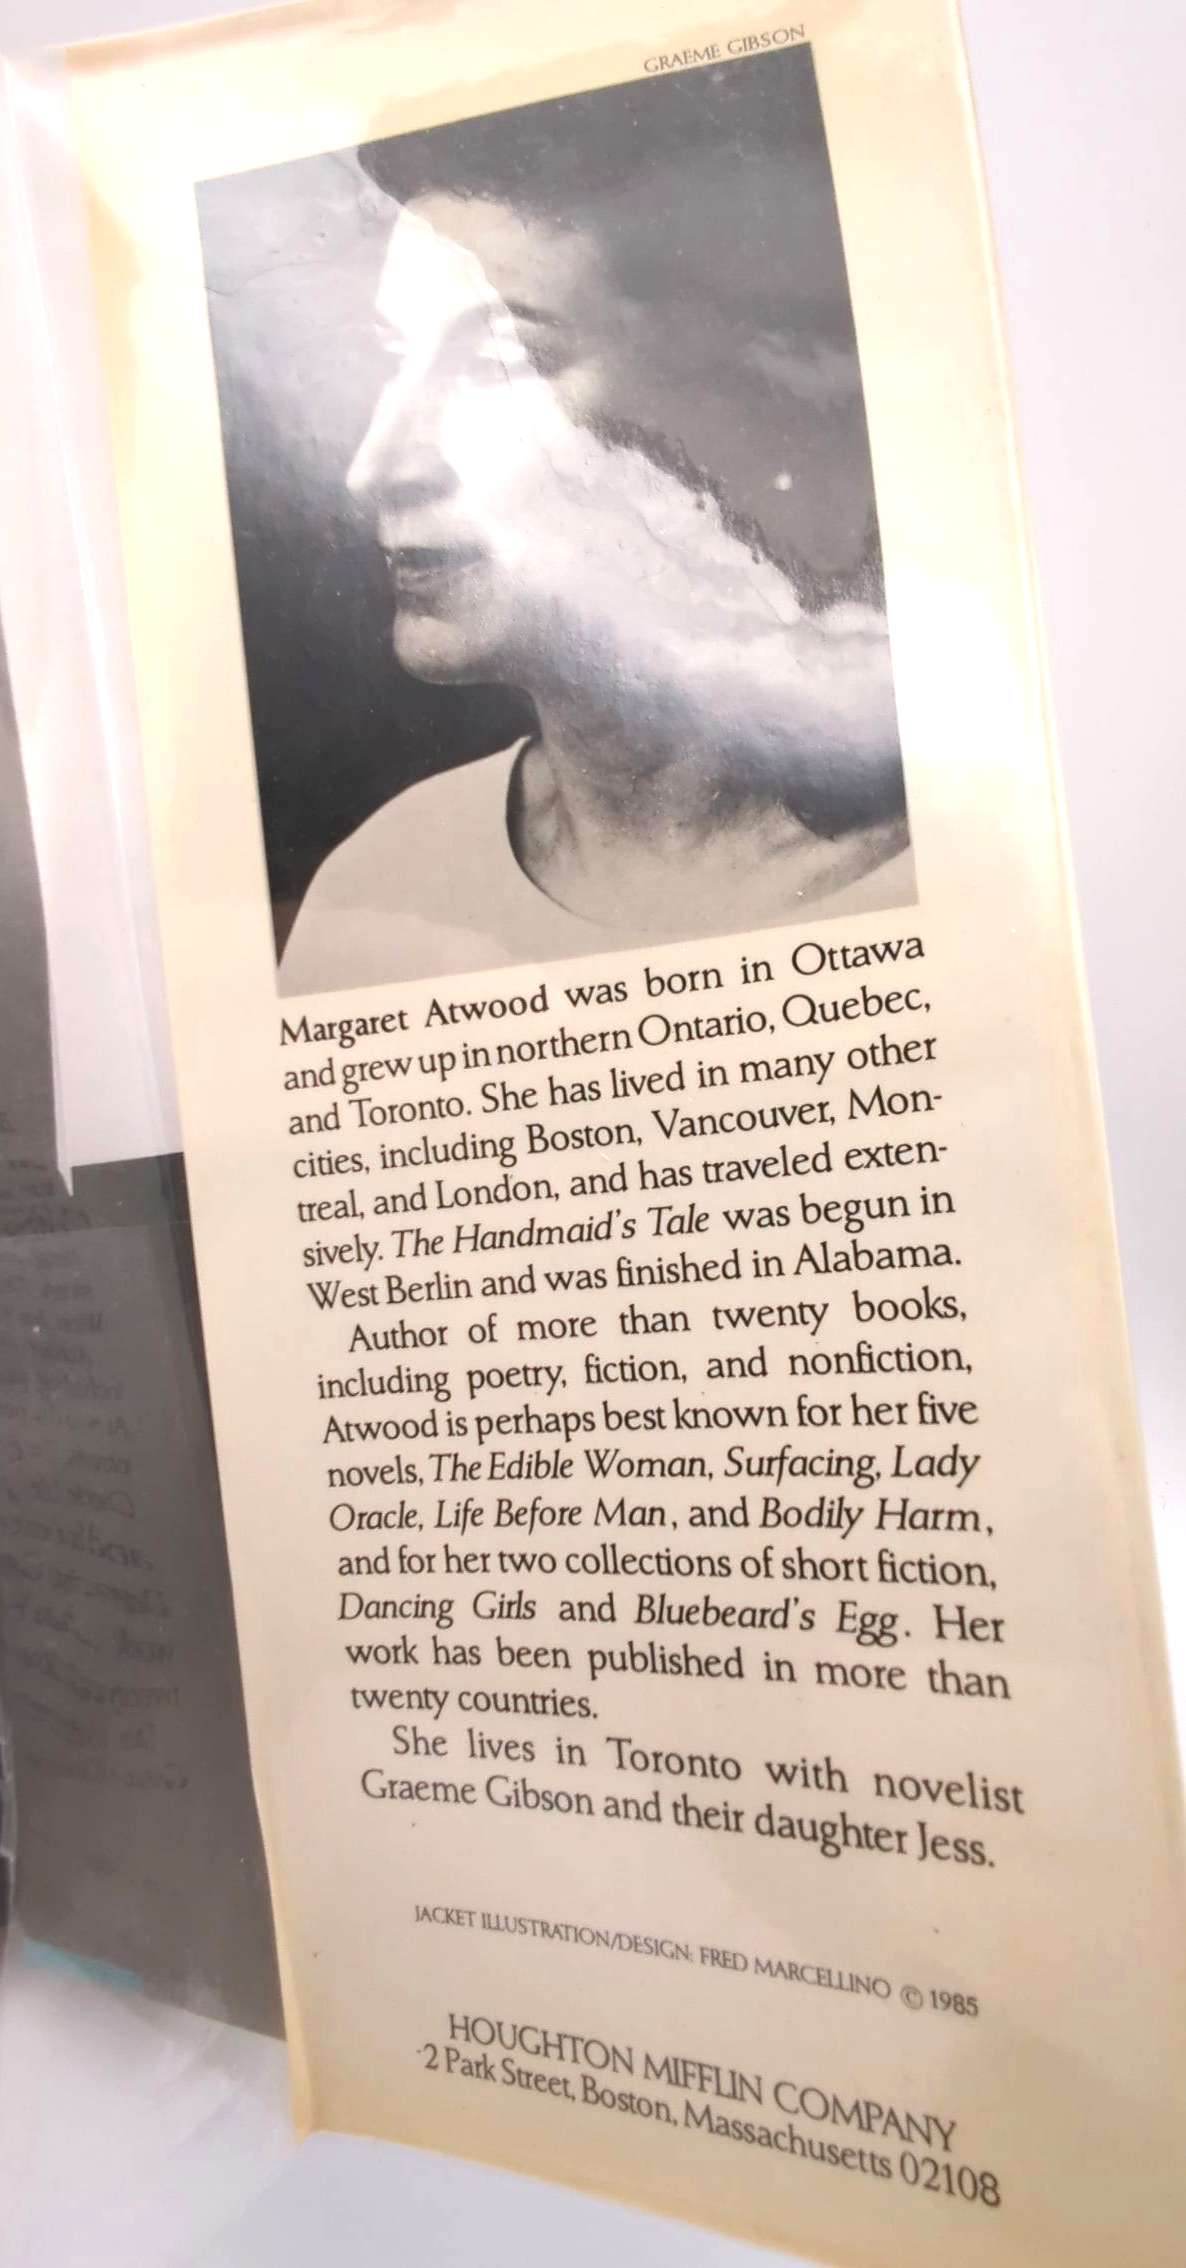 GRAEME GIBSON
Margaret Atwood was born in Ottawa
and grew up in northern Ontario, Quebec,
and Toronto. She has lived in many other
cities, including Boston, Vancouver, Mon-
treal, and London, and has traveled exten-
sively. The Handmaid's Tale was begun in
West Berlin and was finished in Alabama.
Author of more than twenty books,
including poetry, fiction, and nonfiction,
Atwood is perhaps best known for her five
novels, The Edible Woman, Surfacing, Lady
Oracle, Life Before Man, and Bodily Harm,
and for her two collections of short fiction,
Dancing Girls and Bluebeard's Egg. Her
work has been published in more than
twenty countries.
She lives in Toronto with novelist
Graeme Gibson and their daughter Jess.
JACKET ILLUSTRATION/DESIGN: FRED MARCELLINO © 1985
HOUGHTON MIFFLIN COMPANY
2 Park Street, Boston, Massachusetts 02108